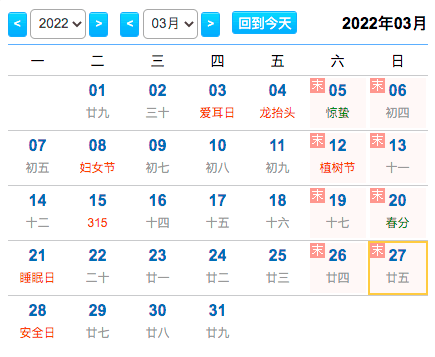 < 2022 > < 03月 > 回到今天 2022年03月
一 二 三 四 五 六 日
01 02 03 04 末 05 末 06
廿九 三十 爱耳日 龙抬头 惊蛰 初四
07 08 09 10 11 末 12 末 13
初五 妇女节 初七 初八 初九 植树节 十一
14 15 16 17 18 末 19 末 20
十二 315 十四 十五 十六 十七 春分
21 22 23 24 25 末 26 末 27
睡眠日 二十 廿一 廿二 廿三 廿四 廿五
28 29 30 31
安全日 廿七 廿八 廿九